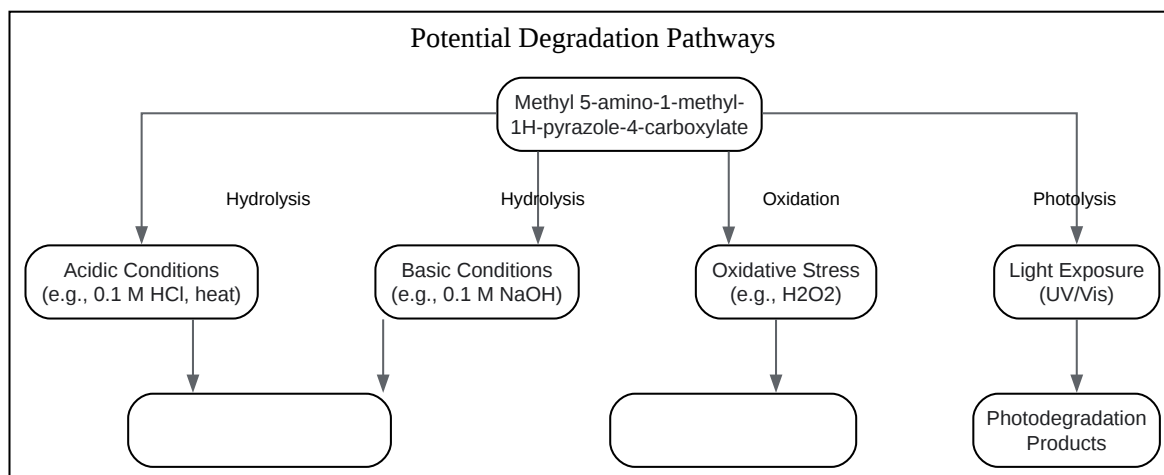 Potential Degradation Pathways
Methyl 5-amino-1-methyl-
1H-pyrazole-4-carboxylate
Hydrolysis
Hydrolysis
Oxidation
Photolysis
Acidic Conditions
(e.g., 0.1 M HCl, heat)
Basic Conditions
(e.g., 0.1 M NaOH)
Oxidative Stress
(e.g., H2O2)
Light Exposure
(UV/Vis)
Photodegradation
Products